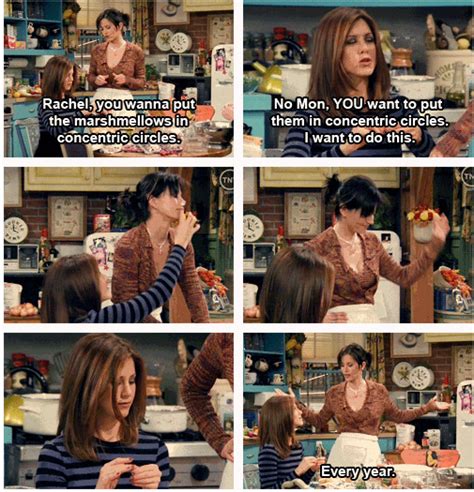 Rachel, you wanna put
the marshmellows in
concentric circles.
No Mon, YOU want to put
them in concentric circles.
I want to do this.
TN
Every year.